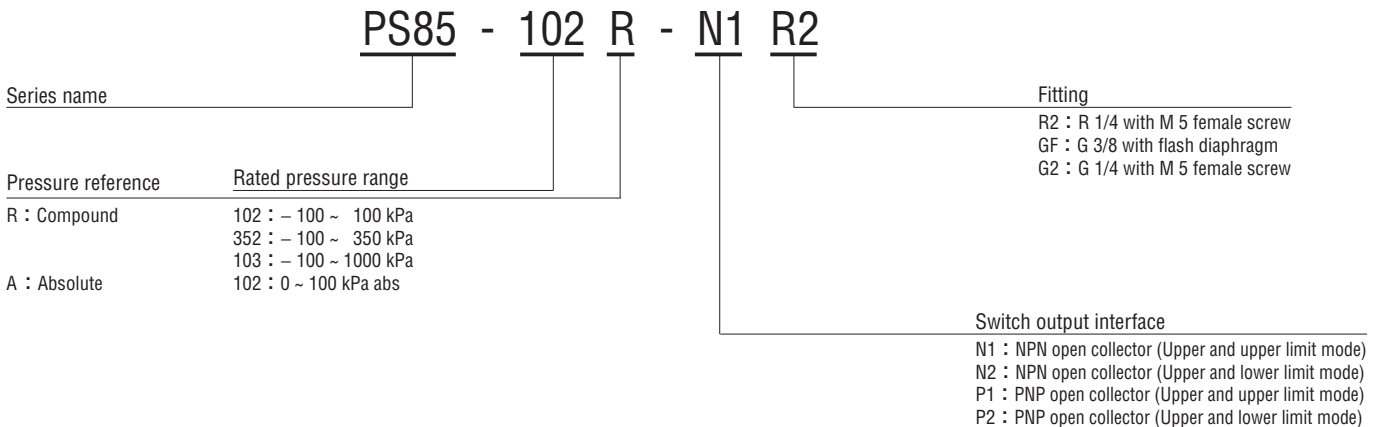 PS85 - 102 R - N1 R2
Series name
Pressure reference
Rated pressure range
R：Compound
102：– 100 ~ 100 kPa
352：– 100 ~ 350 kPa
103：– 100 ~ 1000 kPa
A：Absolute
102：0 ~ 100 kPa abs
Fitting
R2：R 1/4 with M 5 female screw
GF：G 3/8 with flash diaphragm
G2：G 1/4 with M 5 female screw
Switch output interface
N1：NPN open collector (Upper and upper limit mode)
N2：NPN open collector (Upper and lower limit mode)
P1：PNP open collector (Upper and upper limit mode)
P2：PNP open collector (Upper and lower limit mode)